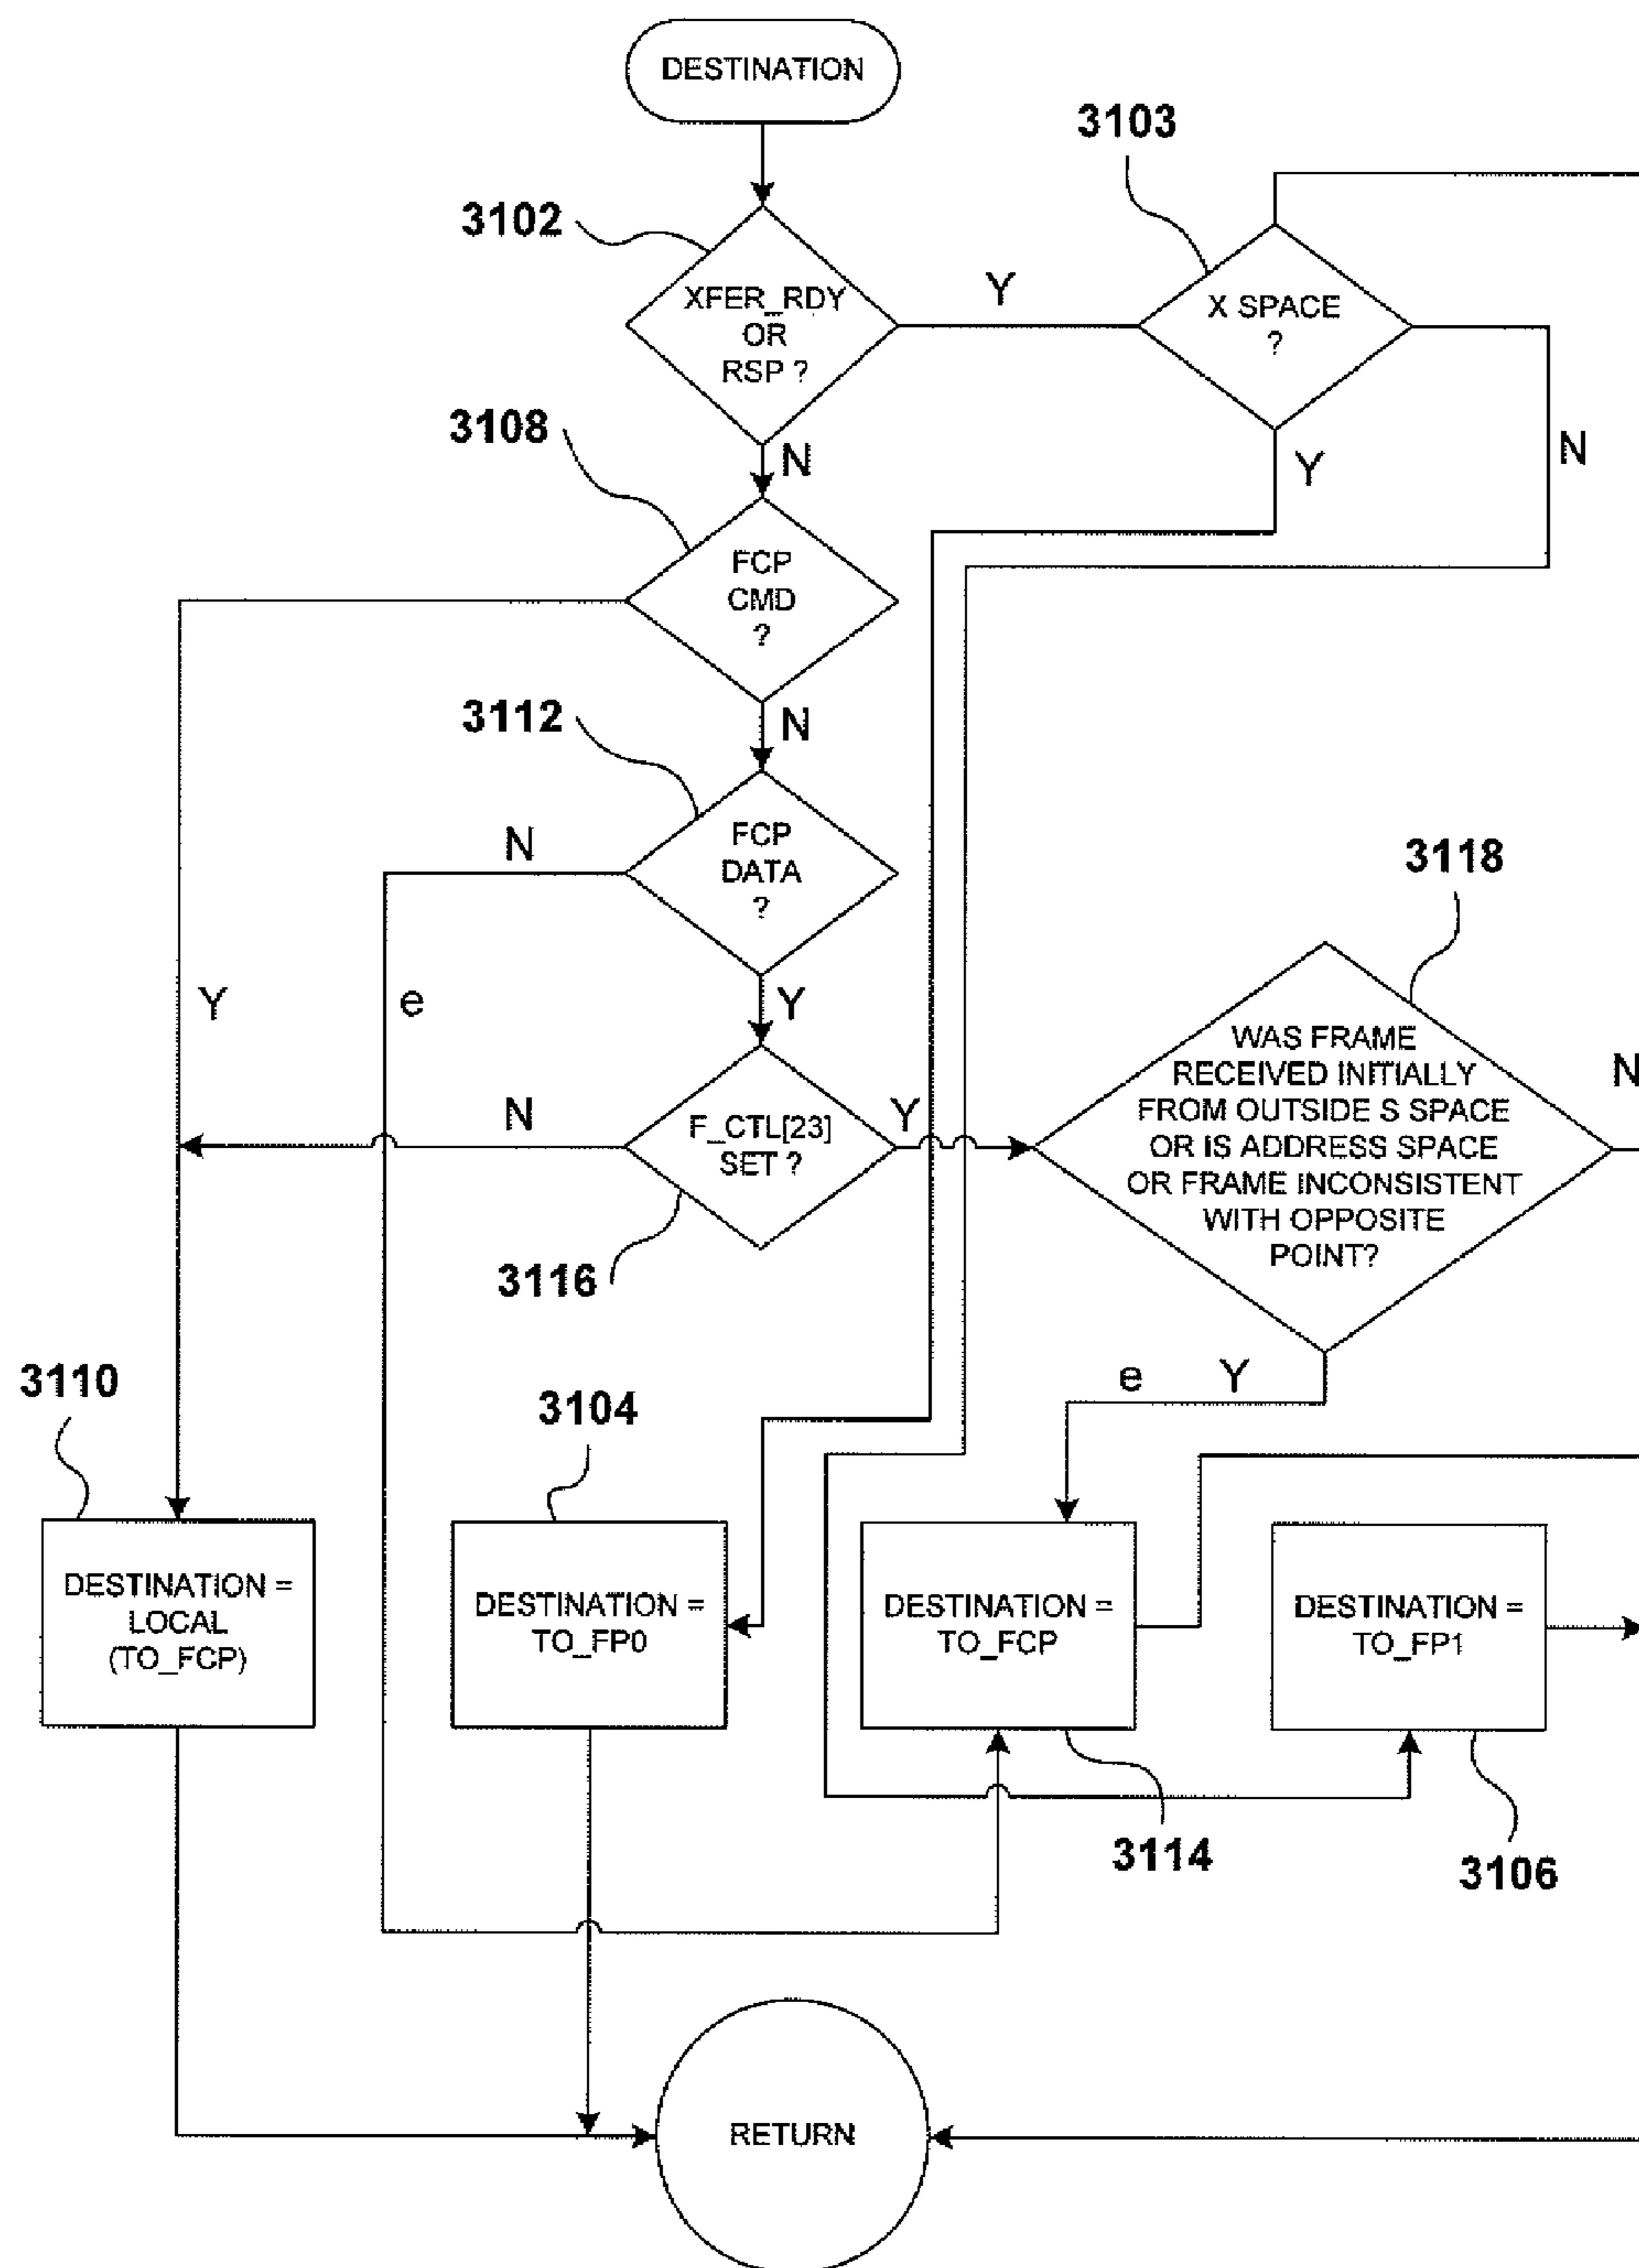 DESTINATION
3103
3102
XFER_RDY
OR
RSP ?
Y
X SPACE
?
3108
N
Y
N
FCP
CMD
?
3112
N
FCP
DATA
?
N
3118
Y
e
Y
WAS FRAME
RECEIVED INITIALLY
FROM OUTSIDE S SPACE
OR IS ADDRESS SPACE
OR FRAME INCONSISTENT
WITH OPPOSITE
POINT?
N
N
F_CTL[23]
SET ?
Y
3116
3110
3104
e
Y
DESTINATION =
LOCAL
(TO_FCP)
DESTINATION =
TO_FP0
DESTINATION =
TO_FCP
DESTINATION =
TO_FP1
3114
3106
RETURN